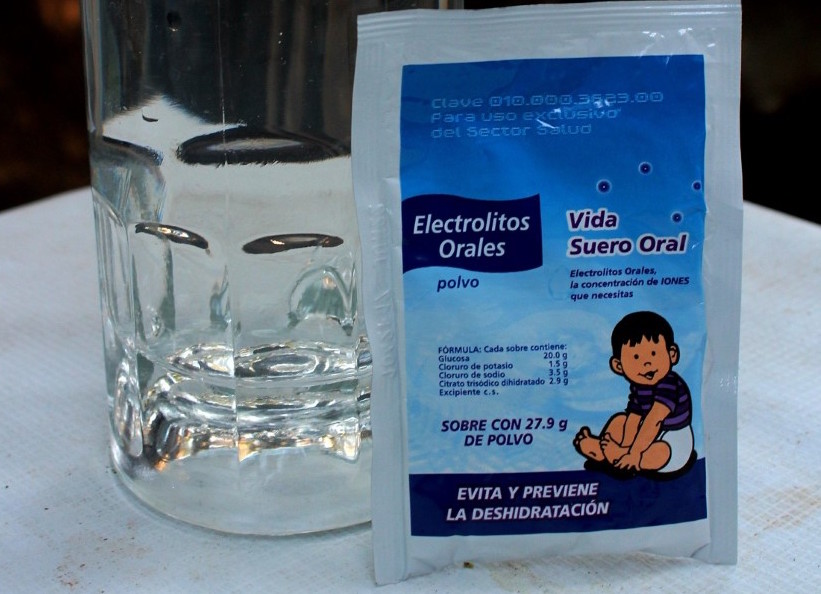 Clave 010.000.3623.00
Para uso exclusivo
del Sector Salud
Electrolitos
Orales
polvo
Vida
Suero Oral
Electrolitos Orales,
la concentración de IONES
que necesitas
FÓRMULA: Cada sobre contiene:
Glucosa 20.0 g
Cloruro de potasio 1.5 g
Cloruro de sodio 3.5 g
Citrato trisódico dihidratado 2.9 g
Excipiente c.s.
SOBRE CON 27.9 g
DE POLVO
EVITA Y PREVIENE
LA DESHIDRATACIÓN